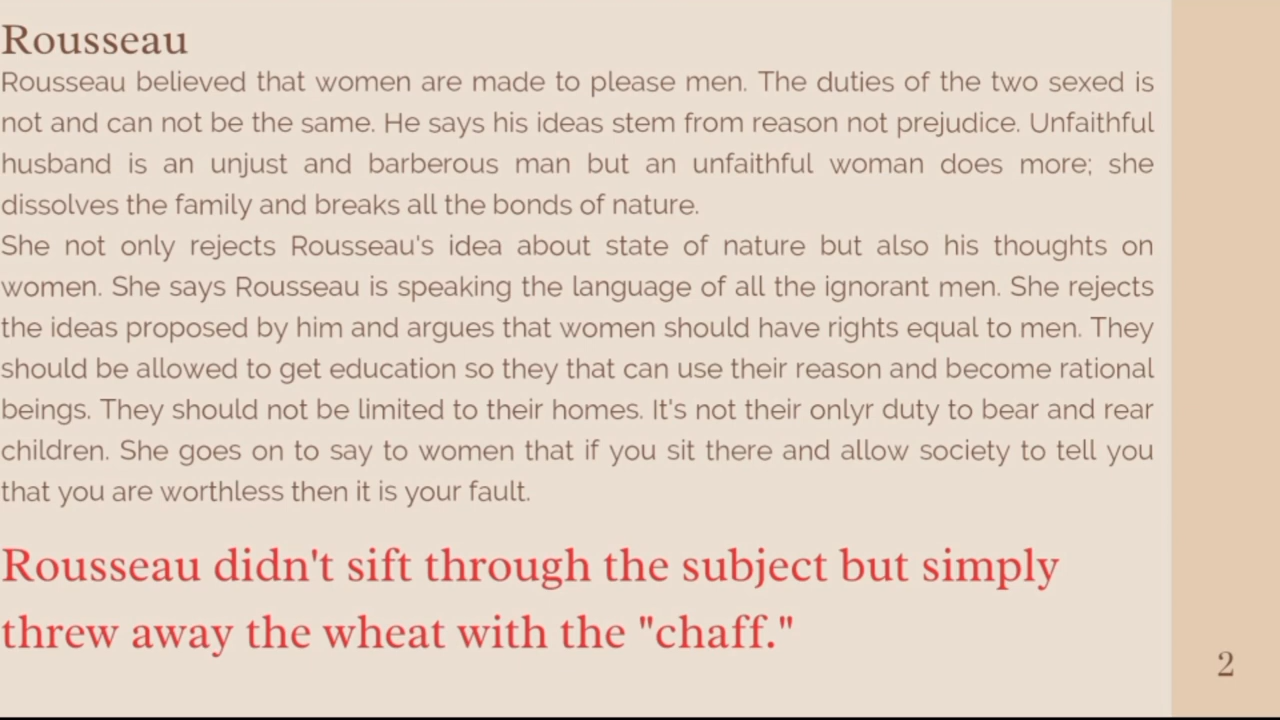 Rousseau
Rousseau believed that women are made to please men. The duties of the two sexed is
not and can not be the same. He says his ideas stem from reason not prejudice. Unfaithful
husband is an unjust and barberous man but an unfaithful woman does more; she
dissolves the family and breaks all the bonds of nature.
She not only rejects Rousseau's idea about state of nature but also his thoughts on
women. She says Rousseau is speaking the language of all the ignorant men. She rejects
the ideas proposed by him and argues that women should have rights equal to men. They
should be allowed to get education so they that can use their reason and become rational
beings. They should not be limited to their homes. It's not their onlyr duty to bear and rear
children. She goes on to say to women that if you sit there and allow society to tell you
that you are worthless then it is your fault.
Rousseau didn't sift through the subject but simply
threw away the wheat with the "chaff."
2